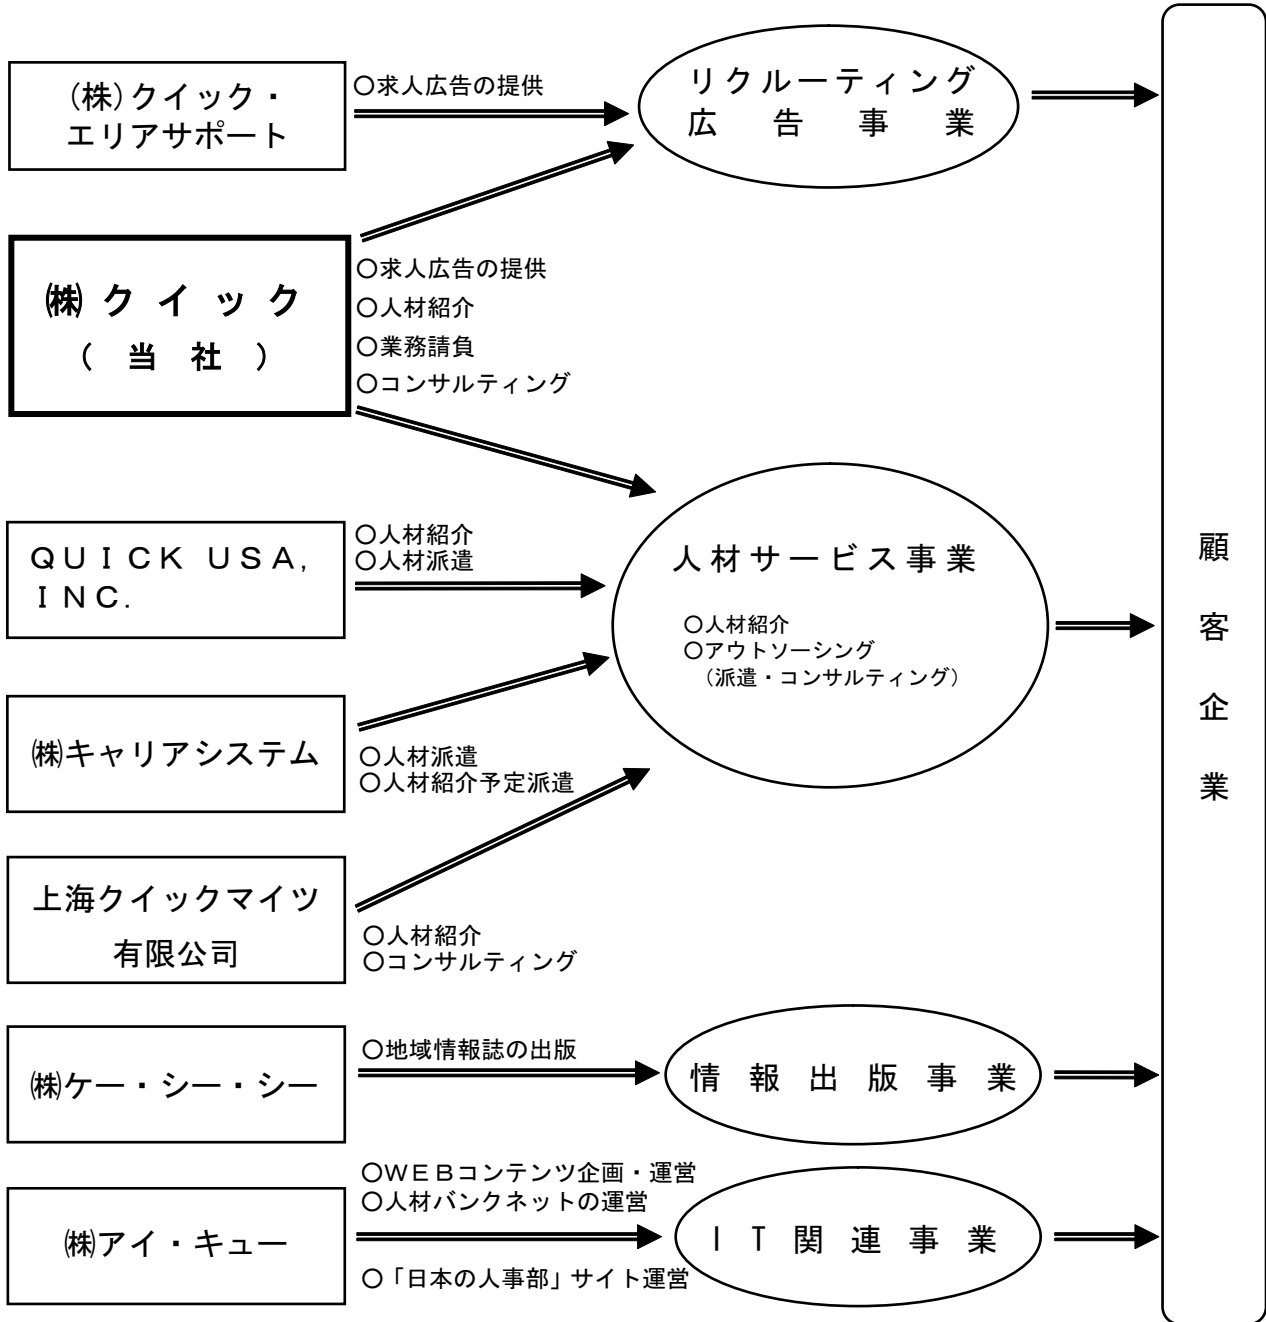 (株)クイック・
エリアサポート
○求人広告の提供
リクルーティング
広告事業
㈱クイック
(当社)
○求人広告の提供
○人材紹介
○業務請負
○コンサルティング
QUICK USA,
INC.
○人材紹介
○人材派遣
人材サービス事業
○人材紹介
○アウトソーシング
(派遣・コンサルティング)
㈱キャリアシステム
○人材派遣
○人材紹介予定派遣
上海クイックマイツ
有限公司
○人材紹介
○コンサルティング
㈱ケー・シー・シー
○地域情報誌の出版
情報出版事業
㈱アイ・キュー
○WEBコンテンツ企画・運営
○人材バンクネットの運営
○「日本の人事部」サイト運営
IT関連事業
顧客企業